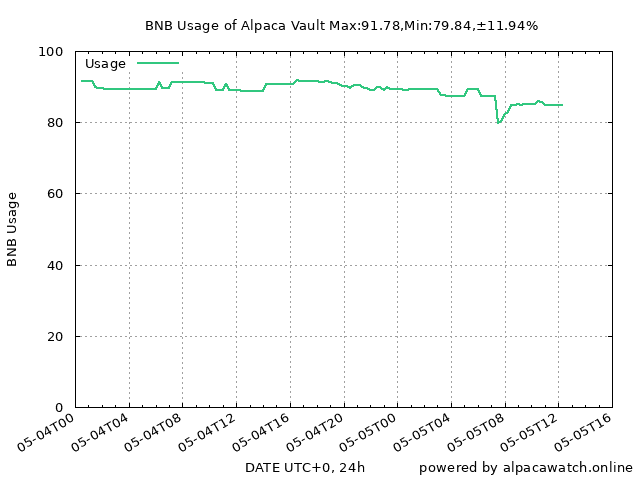 BNB Usage of Alpaca Vault Max:91.78,Min:79.84,±11.94%
Usage
100
80
60
40
20
0
BNB Usage
05-04T00
05-04T04
05-04T08
05-04T12
05-04T16
05-04T20
05-05T00
05-05T04
05-05T08
05-05T12
05-05T16
DATE UTC+0, 24h
powered by alpacawatch.online